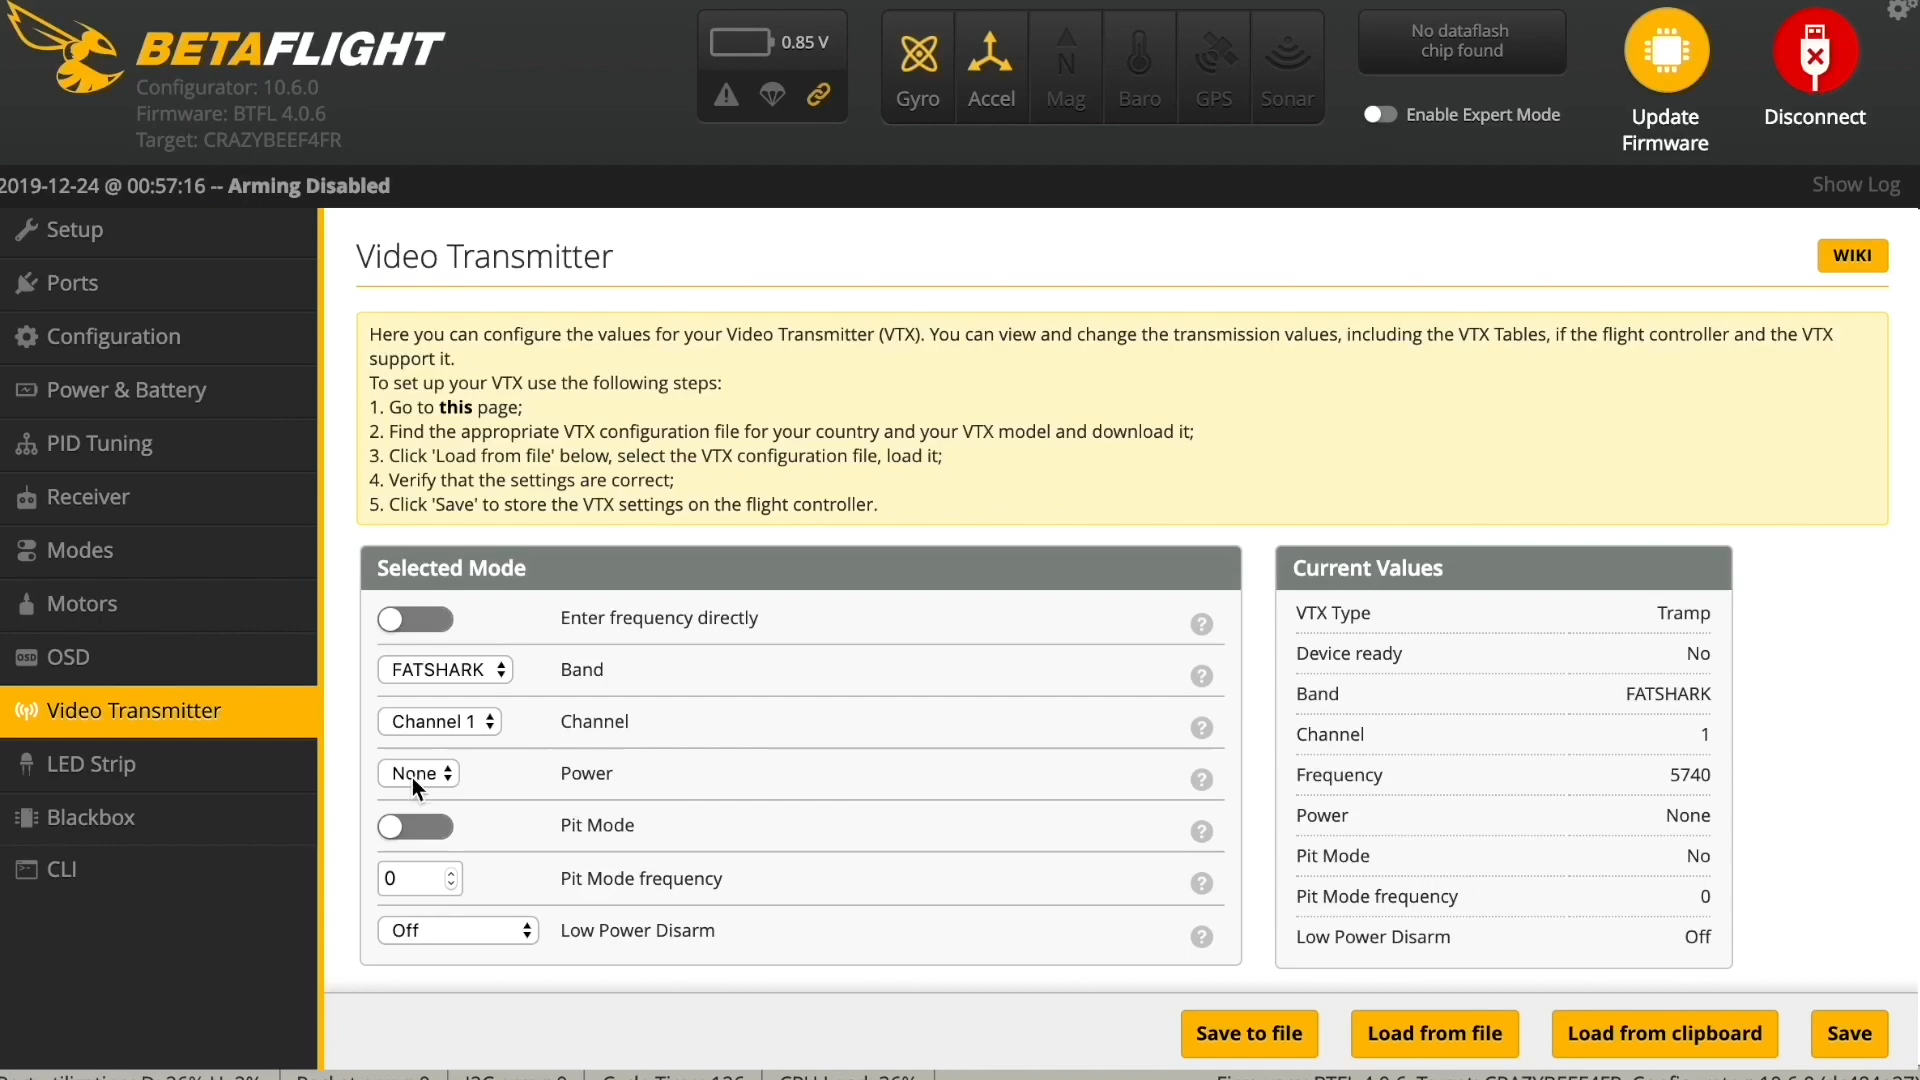 BETAFLIGHT
Configurator: 10.6.0
Firmware: BTFL 4.0.6
Target: CRAZYBEEF4FR
0.85 V
Gyro
Accel
N
Mag
Baro
GPS
Sonar
No dataflash
chip found
Enable Expert Mode
Update
Firmware
Disconnect
2019-12-24 @ 00:57:16 -- Arming Disabled
Show Log
Setup
Ports
Configuration
Power & Battery
PID Tuning
Receiver
Modes
Motors
OSD OSD
Video Transmitter
LED Strip
Blackbox
CLI
Video Transmitter
WIKI
Here you can configure the values for your Video Transmitter (VTX). You can view and change the transmission values, including the VTX Tables, if the flight controller and the VTX
support it.
To set up your VTX use the following steps:
1. Go to this page;
2. Find the appropriate VTX configuration file for your country and your VTX model and download it;
3. Click 'Load from file' below, select the VTX configuration file, load it;
4. Verify that the settings are correct;
5. Click 'Save' to store the VTX settings on the flight controller.
Selected Mode
Enter frequency directly ?
FATSHARK Band ?
Channel 1 Channel ?
None Power ?
Pit Mode ?
0 Pit Mode frequency ?
Off Low Power Disarm ?
Current Values
VTX Type Tramp
Device ready No
Band FATSHARK
Channel 1
Frequency 5740
Power None
Pit Mode No
Pit Mode frequency 0
Low Power Disarm Off
Save to file
Load from file
Load from clipboard
Save